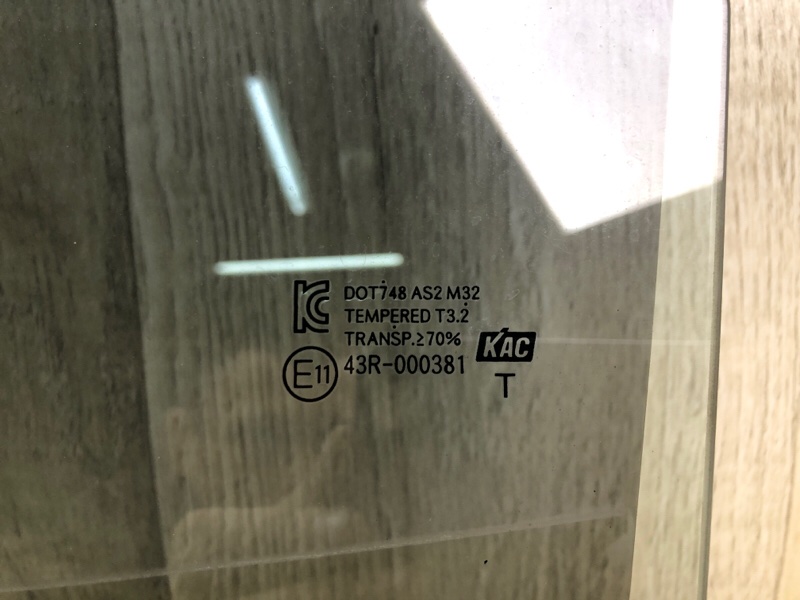 KC
DOT748 AS2 M32
TEMPERED T3.2
TRANSP.≥70%
E11 43R-000381
KAC
T